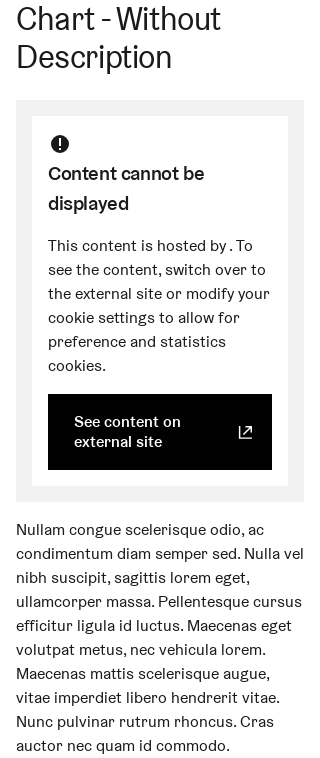 Chart - Without
Description
Content cannot be
displayed
This content is hosted by . To
see the content, switch over to
the external site or modify your
cookie settings to allow for
preference and statistics
cookies.
See content on
external site
Nullam congue scelerisque odio, ac
condimentum diam semper sed. Nulla vel
nibh suscipit, sagittis lorem eget,
ullamcorper massa. Pellentesque cursus
efficitur ligula id luctus. Maecenas eget
volutpat metus, nec vehicula lorem.
Maecenas mattis scelerisque augue,
vitae imperdiet libero hendrerit vitae.
Nunc pulvinar rutrum rhoncus. Cras
auctor nec quam id commodo.